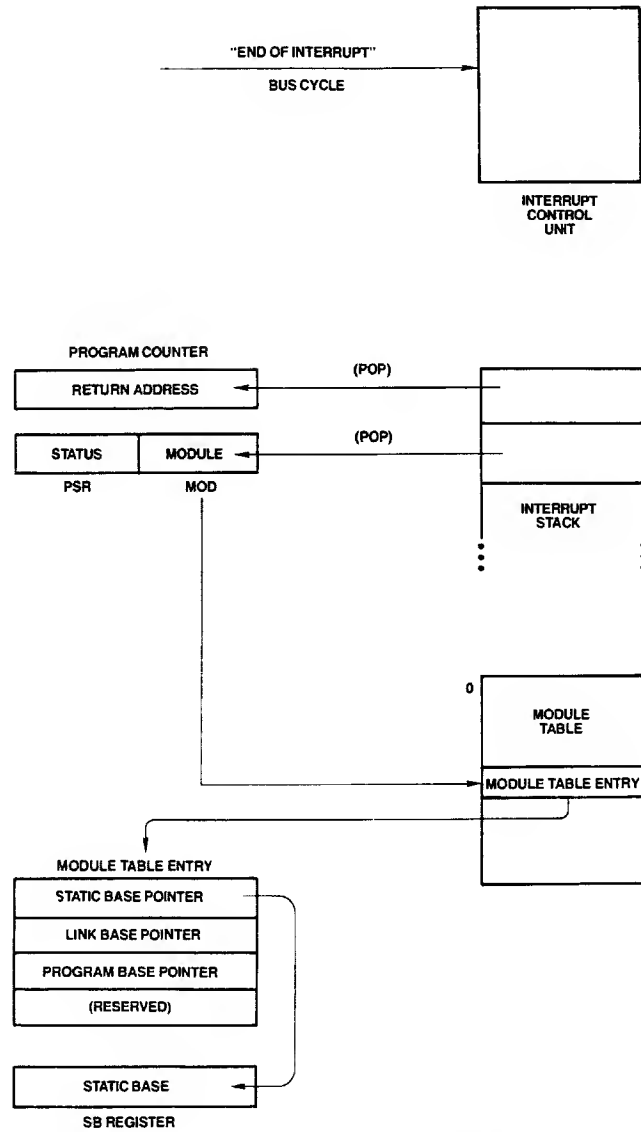 "END OF INTERRUPT"
BUS CYCLE
INTERRUPT
CONTROL
UNIT
PROGRAM COUNTER
RETURN ADDRESS
(POP)
STATUS
MODULE
(POP)
PSR
MOD
INTERRUPT
STACK
0
MODULE
TABLE
MODULE TABLE ENTRY
MODULE TABLE ENTRY
STATIC BASE POINTER
LINK BASE POINTER
PROGRAM BASE POINTER
(RESERVED)
STATIC BASE
SB REGISTER